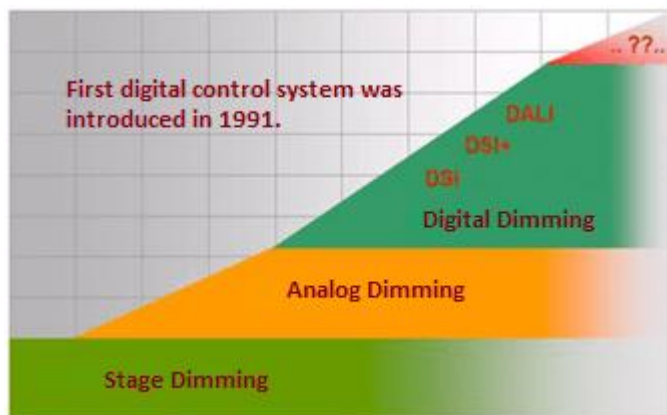 .. ??..
First digital control system was
introduced in 1991.
DALI
DSI+
DSi
Digital Dimming
Analog Dimming
Stage Dimming